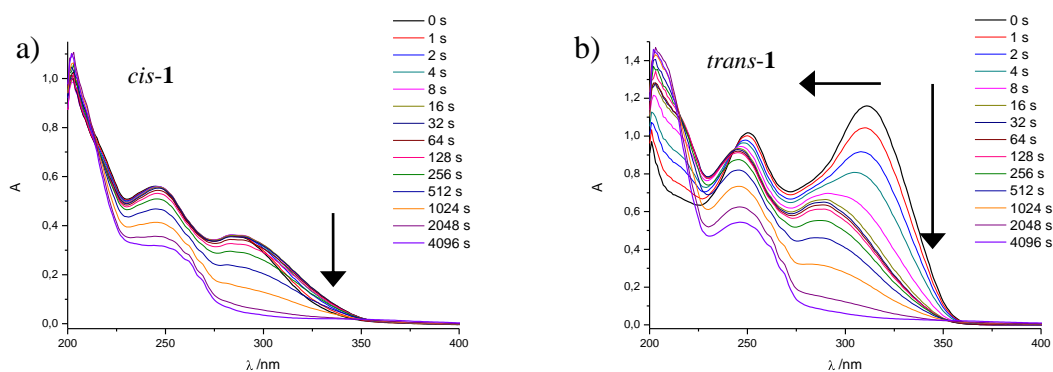 a)
cis-1
A
1,0
0,8
0,6
0,4
0,2
0,0
200
250
300
350
400
λ /nm
0 s
1 s
2 s
4 s
8 s
16 s
32 s
64 s
128 s
256 s
512 s
1024 s
2048 s
4096 s
b)
trans-1
A
1,4
1,2
1,0
0,8
0,6
0,4
0,2
0,0
200
250
300
350
400
λ /nm
0 s
1 s
2 s
4 s
8 s
16 s
32 s
64 s
128 s
256 s
512 s
1024 s
2048 s
4096 s